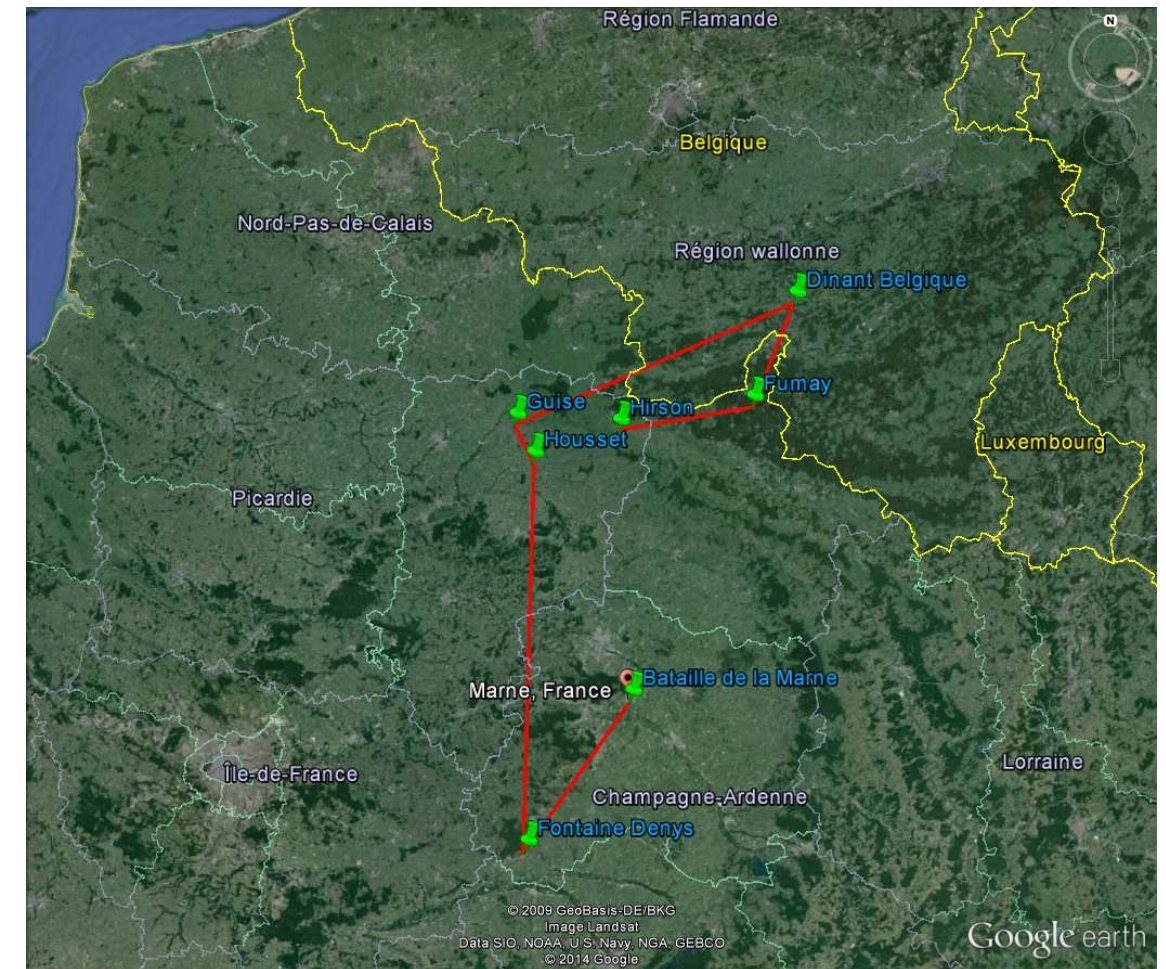 Région Flamande
N
Belgique
Nord-Pas-de-Calais
Région wallonne
Dinant Belgique
Fumay
Guise
Hirson
Housset
Luxembourg
Picardie
Bataille de la Marne
Marne, France
Île-de-France
Lorraine
Champagne-Ardenne
Fontaine Denys
© 2009 GeoBasis-DE/BKG
Image Landsat
Data SIO, NOAA, U.S. Navy, NGA, GEBCO
© 2014 Google
Google earth